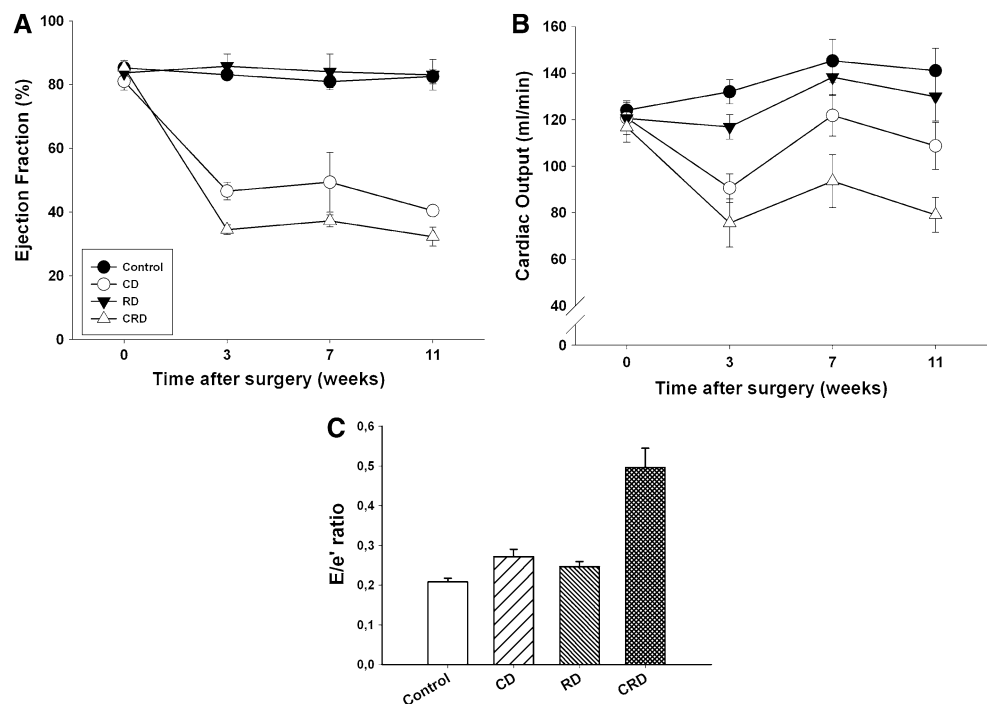 A
Ejection Fraction (%)
100
80
60
40
20
0
Control
CD
RD
CRD
0 3 7 11
Time after surgery (weeks)
B
Cardiac Output (ml/min)
160
140
120
100
80
60
40
0
0 3 7 11
Time after surgery (weeks)
C
E/e' ratio
0,6
0,5
0,4
0,3
0,2
0,1
0,0
Control CD RD CRD